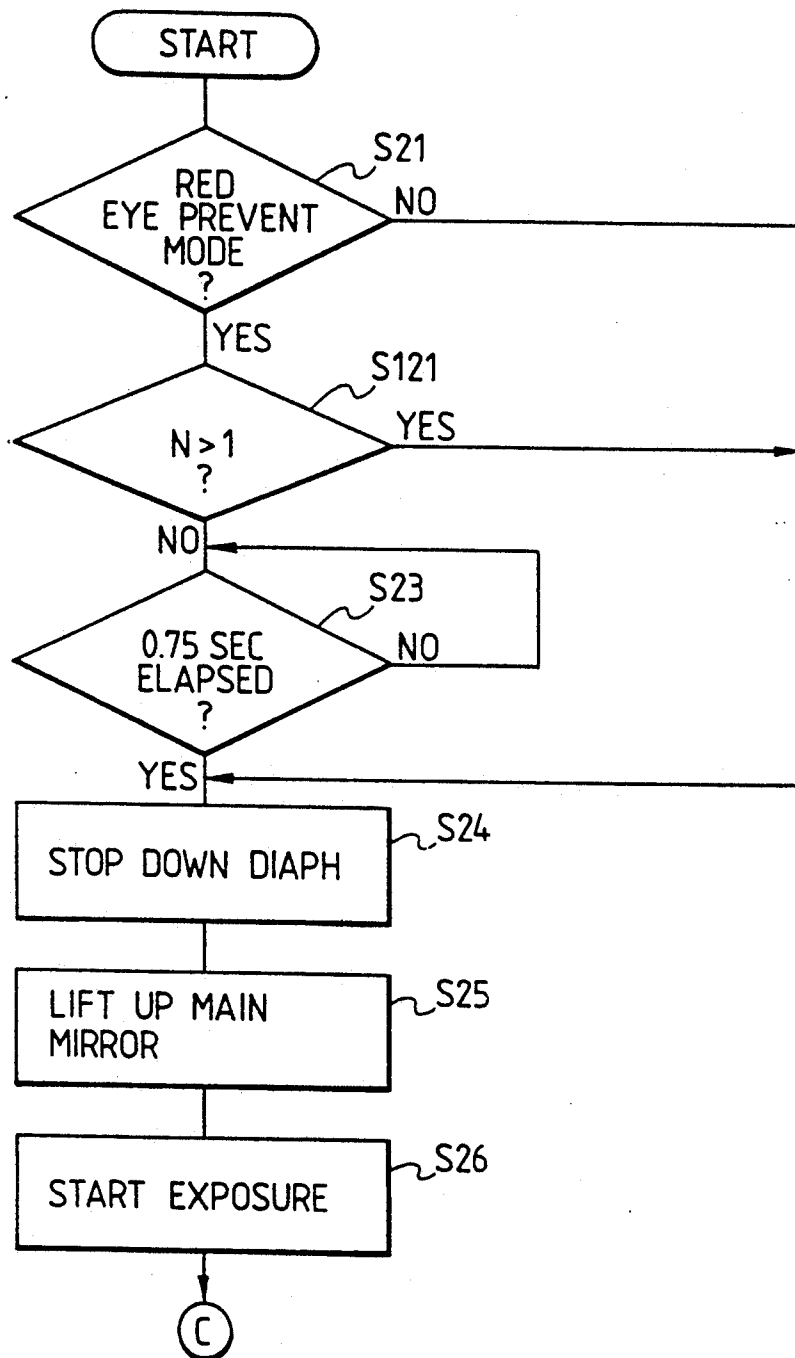 START
S21
RED
EYE PREVENT
MODE
?
NO
YES
S121
N>1
?
YES
NO
S23
0.75 SEC
ELAPSED
?
NO
YES
S24
STOP DOWN DIAPH
S25
LIFT UP MAIN
MIRROR
S26
START EXPOSURE
C